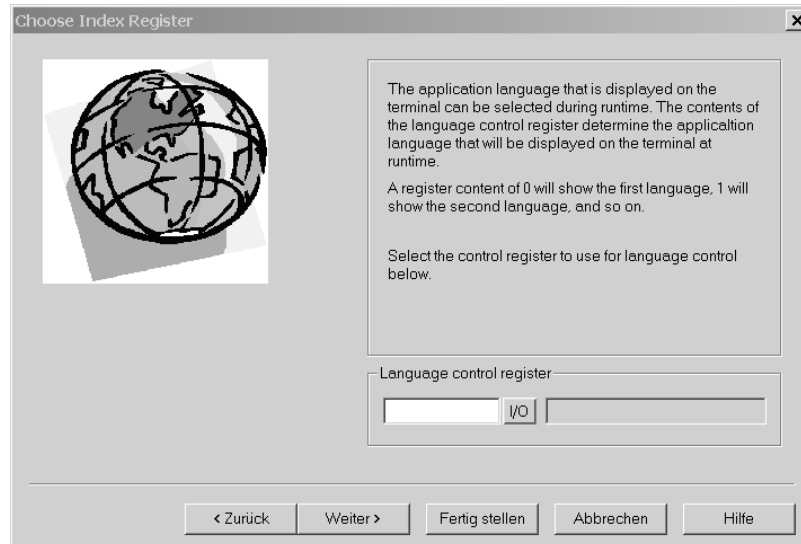 Choose Index Register
The application language that is displayed on the
terminal can be selected during runtime. The contents of
the language control register determine the applicaltion
language that will be displayed on the terminal at
runtime.
A register content of 0 will show the first language, 1 will
show the second language, and so on.
Select the control register to use for language control
below.
Language control register
I/O
< Zurück Weiter > Fertig stellen Abbrechen Hilfe